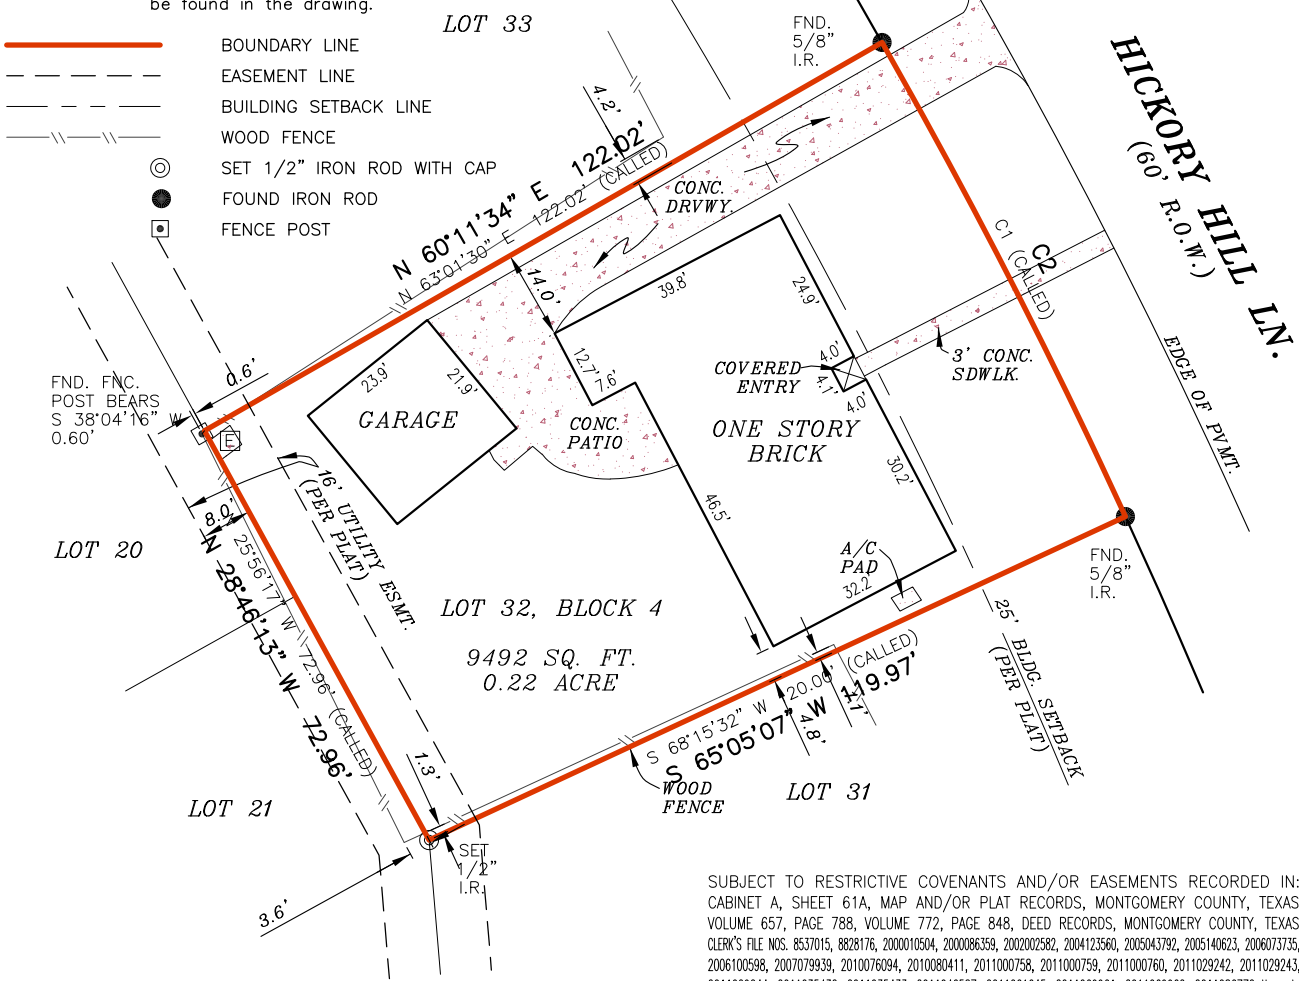 be found in the drawing.
BOUNDARY LINE
EASEMENT LINE
BUILDING SETBACK LINE
WOOD FENCE
SET 1/2" IRON ROD WITH CAP
FOUND IRON ROD
FENCE POST
LOT 33
FND.
5/8"
I.R.
HICKORY HILL LN.
(60' R.O.W.)
4.2'
N 60°11'34" E 122.02'
N 63°01'30" E 122.02' (CALLED)
CONC.
DRVWY.
14.0'
39.8'
24.9'
C1 (CALLED)
C2
3' CONC.
SDWLK.
EDGE OF PVMT.
COVERED
ENTRY
4.0'
4.1'
4.0'
12.7'
7.6'
FND. FNC.
POST BEARS
S 38°04'16" W
0.60'
0.6'
E
23.9'
21.9'
GARAGE
CONC.
PATIO
ONE STORY
BRICK
30.2'
46.5'
8.0'
16' UTILITY ESMT.
(PER PLAT)
LOT 20
N 25°56'17" W 72.96' (CALLED)
N 28°46'13" W 72.96'
A/C
PAD
32.2'
FND.
5/8"
I.R.
LOT 32, BLOCK 4
9492 SQ. FT.
0.22 ACRE
25' BLDG. SETBACK
(PER PLAT)
(CALLED)
S 68°15'32" W
S 65°05'07" W 119.97'
4.8'
LOT 31
WOOD
FENCE
LOT 21
1.3'
SET
1/2"
I.R.
3.6'
SUBJECT TO RESTRICTIVE COVENANTS AND/OR EASEMENTS RECORDED IN:
CABINET A, SHEET 61A, MAP AND/OR PLAT RECORDS, MONTGOMERY COUNTY, TEXAS
VOLUME 657, PAGE 788, VOLUME 772, PAGE 848, DEED RECORDS, MONTGOMERY COUNTY, TEXAS
CLERK'S FILE NOS. 8537015, 8828176, 2000010504, 2000086359, 2002002582, 2004123560, 2005043792, 2005140623, 2006073735,
2006100598, 2007079939, 2010076094, 2010080411, 2011000758, 2011000759, 2011000760, 2011029242, 2011029243,